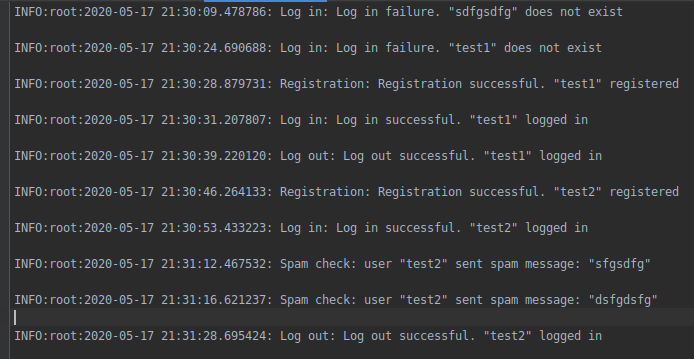 INFO:root:2020-05-17 21:30:09.478786: Log in: Log in failure. "sdfgsdfg" does not exist
INFO:root:2020-05-17 21:30:24.690688: Log in: Log in failure. "test1" does not exist
INFO:root:2020-05-17 21:30:28.879731: Registration: Registration successful. "test1" registered
INFO:root:2020-05-17 21:30:31.207807: Log in: Log in successful. "test1" logged in
INFO:root:2020-05-17 21:30:39.220120: Log out: Log out successful. "test1" logged in
INFO:root:2020-05-17 21:30:46.264133: Registration: Registration successful. "test2" registered
INFO:root:2020-05-17 21:30:53.433223: Log in: Log in successful. "test2" logged in
INFO:root:2020-05-17 21:31:12.467532: Spam check: user "test2" sent spam message: "sfgsdfg"
INFO:root:2020-05-17 21:31:16.621237: Spam check: user "test2" sent spam message: "dsfgdsfg"
INFO:root:2020-05-17 21:31:28.695424: Log out: Log out successful. "test2" logged in